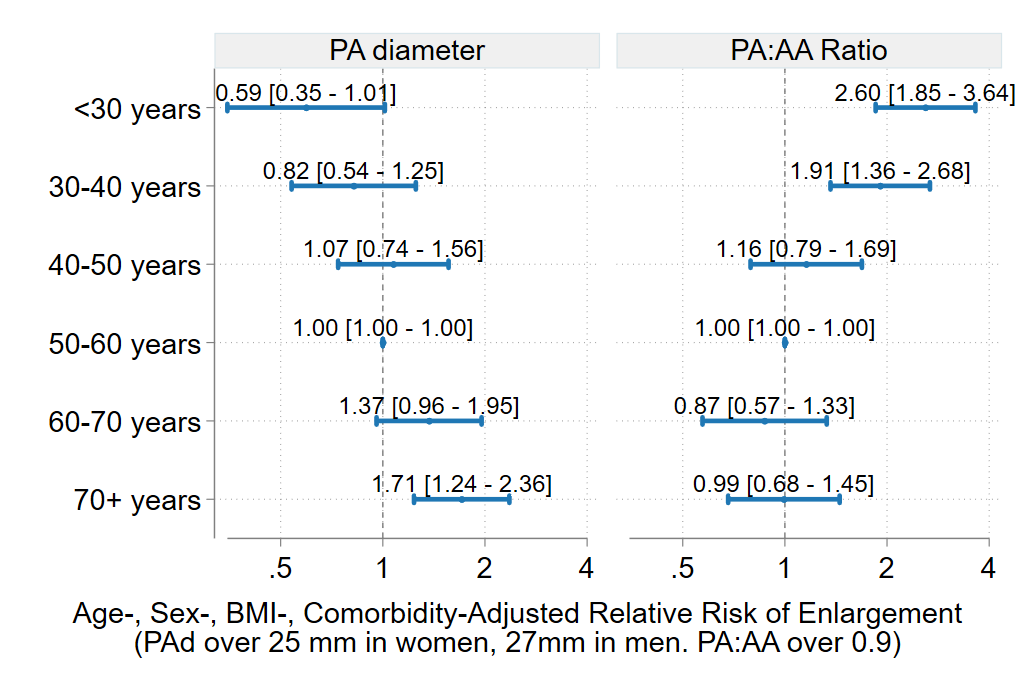 PA diameter PA:AA Ratio
<30 years 0.59 [0.35 - 1.01] 2.60 [1.85 - 3.64]
30-40 years 0.82 [0.54 - 1.25] 1.91 [1.36 - 2.68]
40-50 years 1.07 [0.74 - 1.56] 1.16 [0.79 - 1.69]
50-60 years 1.00 [1.00 - 1.00] 1.00 [1.00 - 1.00]
60-70 years 1.37 [0.96 - 1.95] 0.87 [0.57 - 1.33]
70+ years 1.71 [1.24 - 2.36] 0.99 [0.68 - 1.45]
.5 1 2 4 .5 1 2 4
Age-, Sex-, BMI-, Comorbidity-Adjusted Relative Risk of Enlargement
(PAd over 25 mm in women, 27mm in men. PA:AA over 0.9)